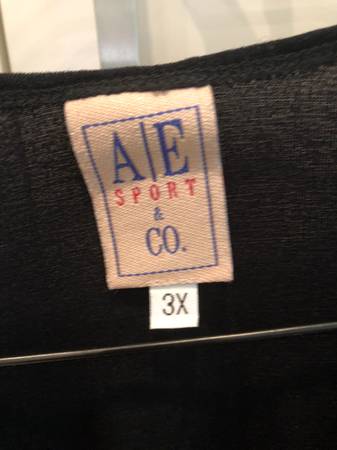 A|E
SPORT
&
CO.
3X